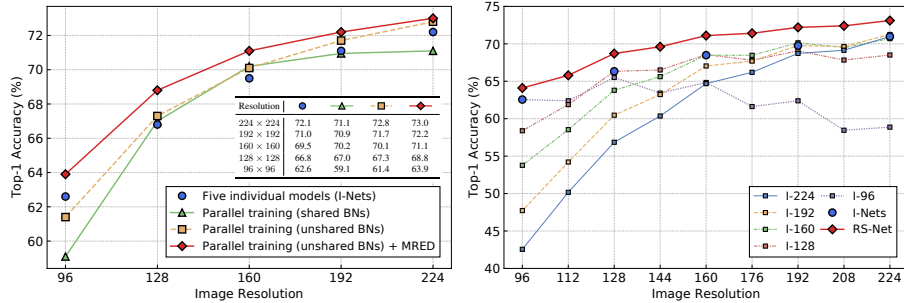 72
70
68
66
64
62
60
Top-1 Accuracy (%)
Resolution
224 × 224 72.1 71.1 72.8 73.0
192 × 192 71.0 70.9 71.7 72.2
160 × 160 69.5 70.2 70.1 71.1
128 × 128 66.8 67.0 67.3 68.8
96 × 96 62.6 59.1 61.4 63.9
Five individual models (I-Nets)
Parallel training (shared BNs)
Parallel training (unshared BNs)
Parallel training (unshared BNs) + MRED
96 128 160 192 224
Image Resolution
75
70
65
60
55
50
45
40
Top-1 Accuracy (%)
I-224 I-96
I-192 I-Nets
I-160 RS-Net
I-128
96 112 128 144 160 176 192 208 224
Image Resolution